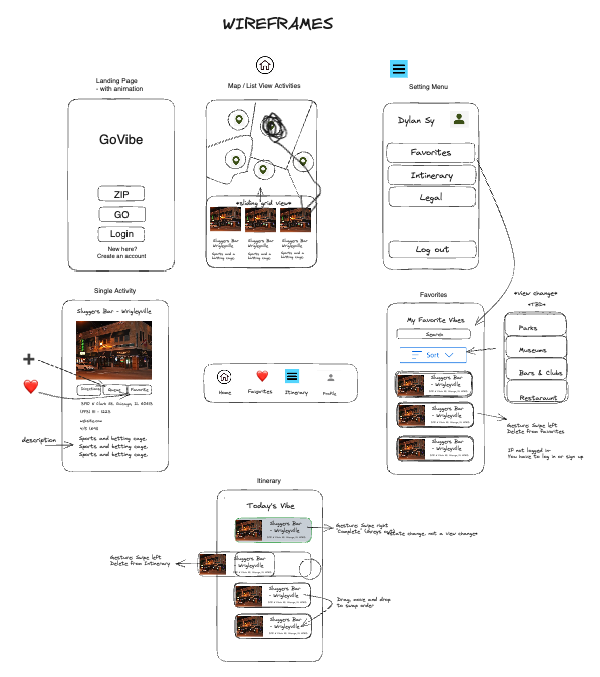 WIREFRAMES
Landing Page
- with animation
GoVibe
ZIP
GO
Login
New here?
Create an account
Map / List View Activities
*sliding grid view*
Sluggers Bar
Wrigleyville
Sports and a
betting cage.
Sluggers Bar
Wrigleyville
Sports and a
betting cage.
Sluggers Bar
Wrigleyville
Sports and a
betting cage.
Setting Menu
Dylan Sy
Favorites
Intinerary
Legal
Log out
Single Activity
Sluggers Bar - Wrigleyville
Directions
Queue
Favorite
3540 N Clark St, Chicago, IL 60613
website.com
description
Sports and betting cage.
Sports and betting cage.
Sports and betting cage.
Home
Favorites
Itinerary
Profile
Favorites
My Favorite Vibes
Search
Sort
Sluggers Bar
- Wrigleyville
Sluggers Bar
- Wrigleyville
Sluggers Bar
- Wrigleyville
*view change*
*TBD*
Parks
Museums
Bars & Clubs
Restaraunt
Gesture: Swipe left
Delete from favorites
IF not logged in-
You have to log in or sign up
Itinerary
Today's Vibe
Sluggers Bar
- Wrigleyville
Gesture: Swipe right
"Complete" (Greys out)
*state change, not a view change*
Gesture: Swipe left
Delete from Intinerary
Sluggers Bar
- Wrigleyville
Sluggers Bar
- Wrigleyville
Drag, move and drop
to swap order
Sluggers Bar
- Wrigleyville